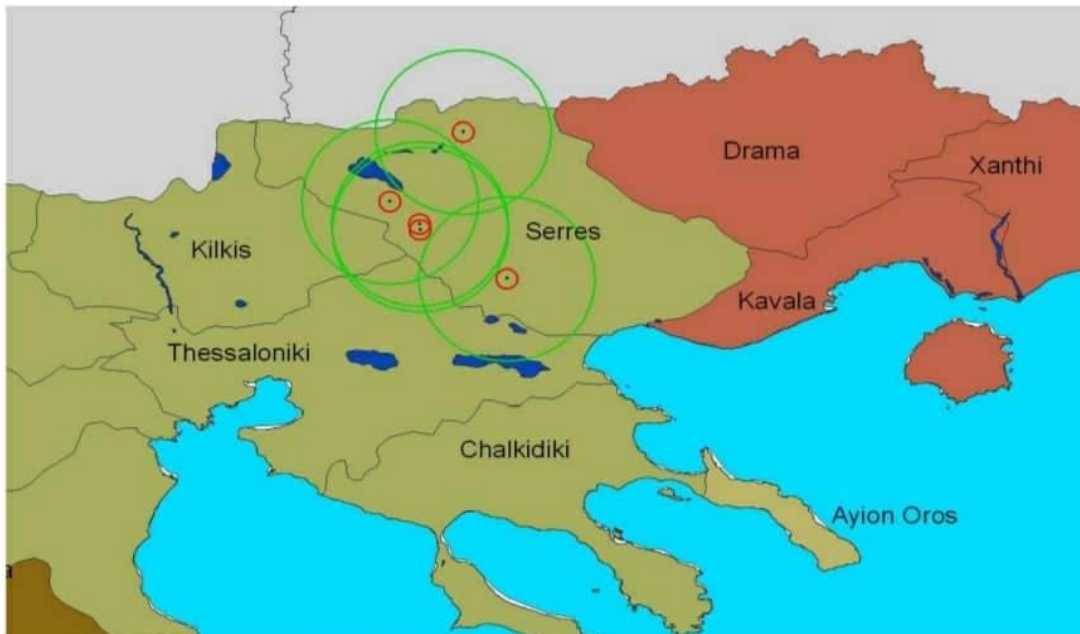 Drama
Xanthi
Serres
Kilkis
Kavala
Thessaloniki
Chalkidiki
Ayion Oros
a